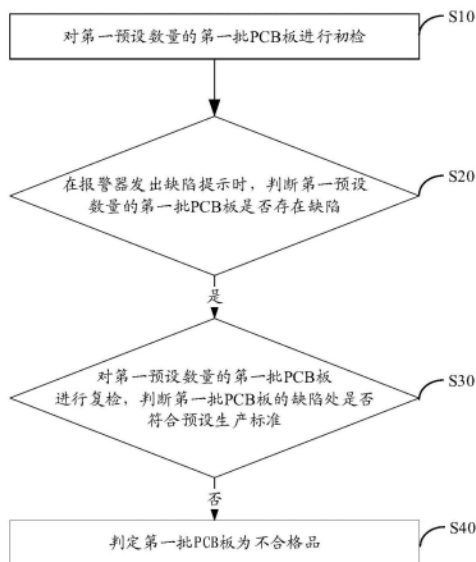 S10
对第一预设数量的第一批PCB板进行初检
S20
在报警器发出缺陷提示时，判断第一预设
数量的第一批PCB板是否存在缺陷
是
S30
对第一预设数量的第一批PCB板
进行复检，判断第一批PCB板的缺陷处是否
符合预设生产标准
否
S40
判定第一批PCB板为不合格品